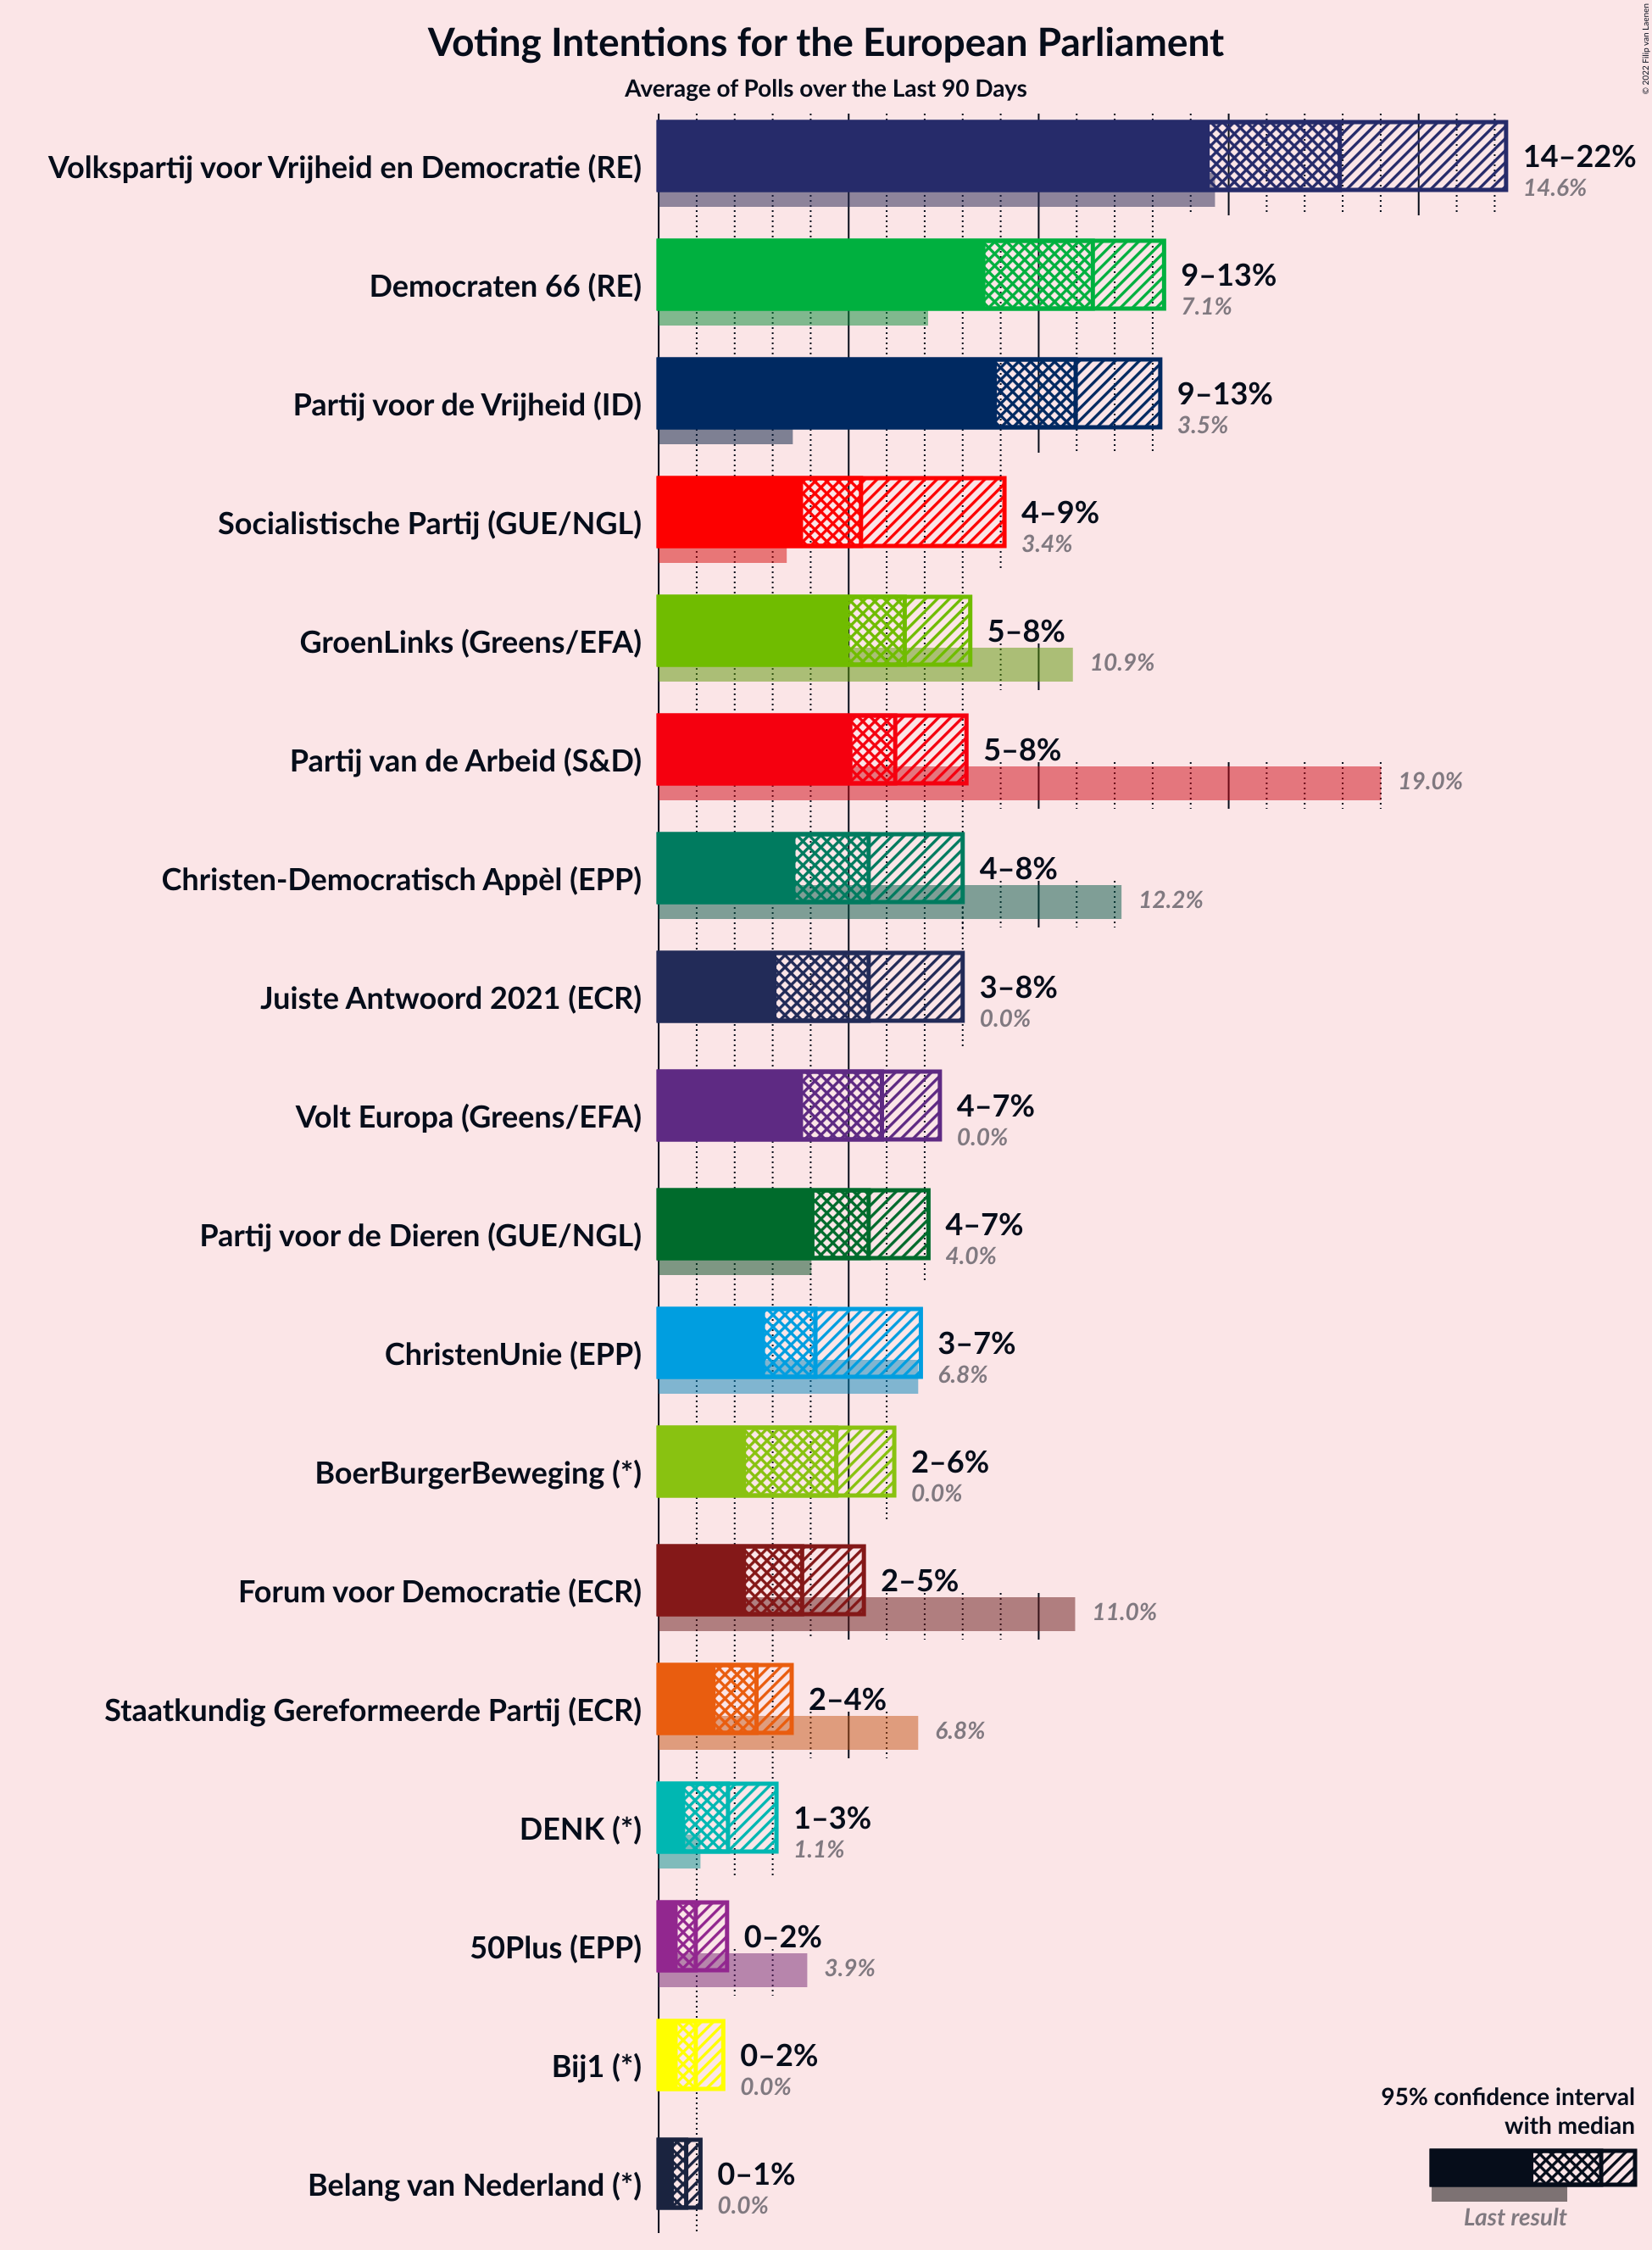 © 2022 Filip van Laenen
Voting Intentions for the European Parliament
Average of Polls over the Last 90 Days
Volkspartij voor Vrijheid en Democratie (RE)
14–22%
14.6%
Democraten 66 (RE)
9–13%
7.1%
Partij voor de Vrijheid (ID)
9–13%
3.5%
Socialistische Partij (GUE/NGL)
4–9%
3.4%
GroenLinks (Greens/EFA)
5–8%
10.9%
Partij van de Arbeid (S&D)
5–8%
19.0%
Christen-Democratisch Appèl (EPP)
4–8%
12.2%
Juiste Antwoord 2021 (ECR)
3–8%
0.0%
Volt Europa (Greens/EFA)
4–7%
0.0%
Partij voor de Dieren (GUE/NGL)
4–7%
4.0%
ChristenUnie (EPP)
3–7%
6.8%
BoerBurgerBeweging (*)
2–6%
0.0%
Forum voor Democratie (ECR)
2–5%
11.0%
Staatkundig Gereformeerde Partij (ECR)
2–4%
6.8%
DENK (*)
1–3%
1.1%
50Plus (EPP)
0–2%
3.9%
Bij1 (*)
0–2%
0.0%
Belang van Nederland (*)
0–1%
0.0%
95% confidence interval
with median
Last result